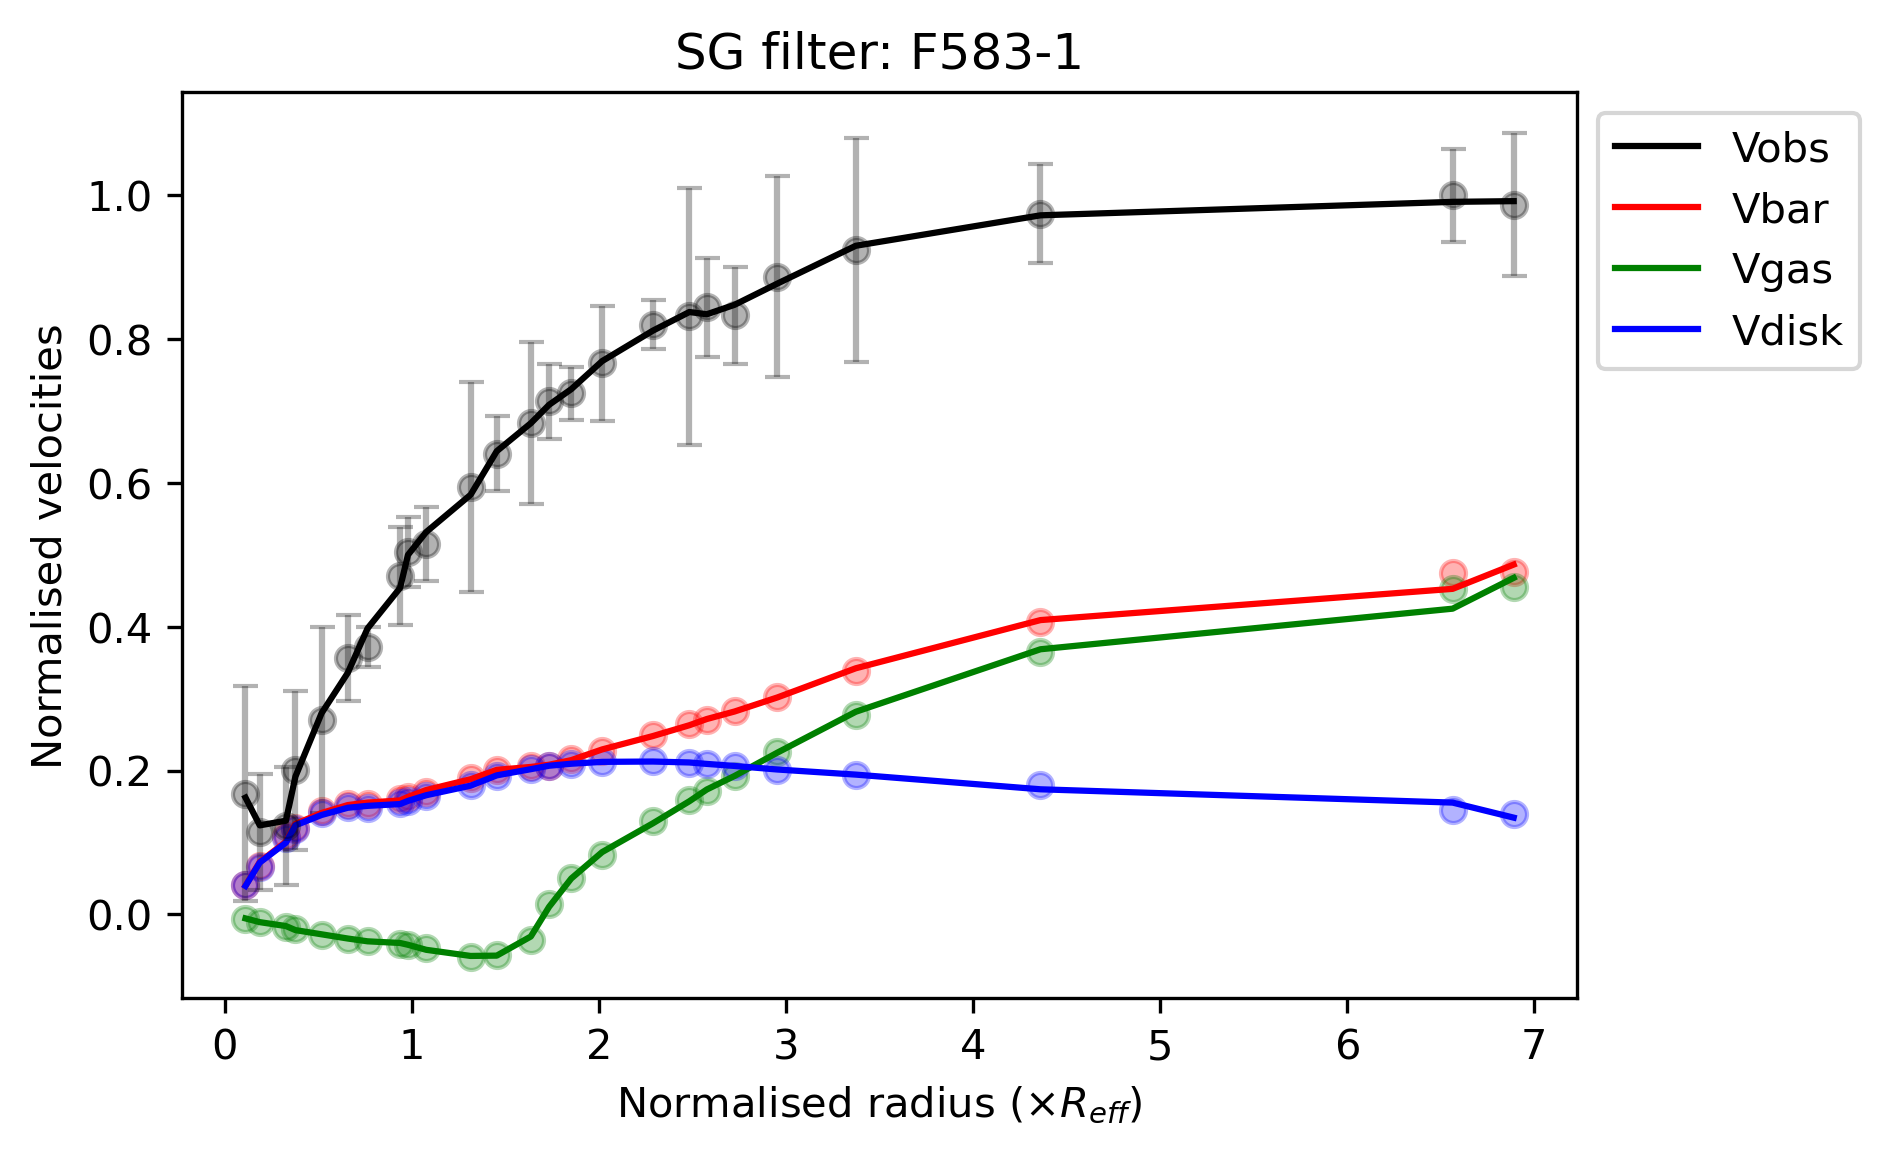 SG filter: F583-1
Normalised velocities
1.0
0.8
0.6
0.4
0.2
0.0
0 1 2 3 4 5 6 7
Normalised radius (×R_eff)
Vobs
Vbar
Vgas
Vdisk